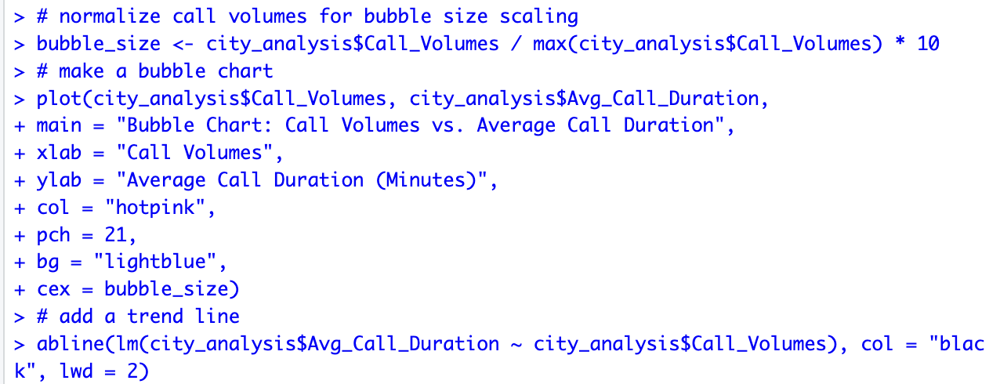 > # normalize call volumes for bubble size scaling
> bubble_size <- city_analysis$Call_Volumes / max(city_analysis$Call_Volumes) * 10
> # make a bubble chart
> plot(city_analysis$Call_Volumes, city_analysis$Avg_Call_Duration,
+ main = "Bubble Chart: Call Volumes vs. Average Call Duration",
+ xlab = "Call Volumes",
+ ylab = "Average Call Duration (Minutes)",
+ col = "hotpink",
+ pch = 21,
+ bg = "lightblue",
+ cex = bubble_size)
> # add a trend line
> abline(lm(city_analysis$Avg_Call_Duration ~ city_analysis$Call_Volumes), col = "blac
k", lwd = 2)